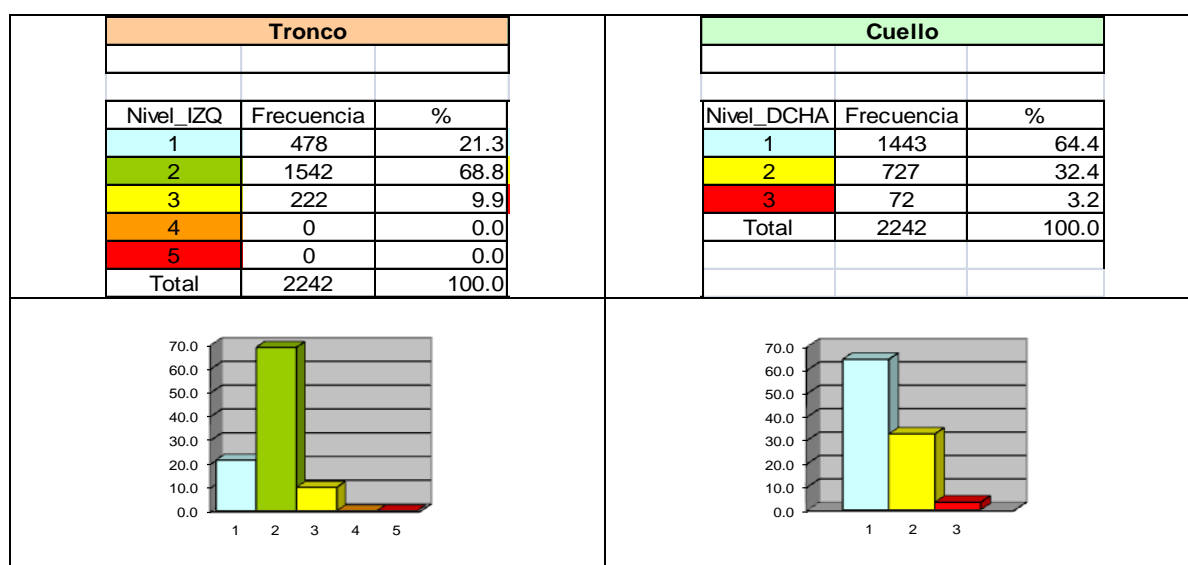 Tronco
Nivel_IZQ Frecuencia %
1 478 21.3
2 1542 68.8
3 222 9.9
4 0 0.0
5 0 0.0
Total 2242 100.0
Cuello
Nivel_DCHA Frecuencia %
1 1443 64.4
2 727 32.4
3 72 3.2
Total 2242 100.0
70.0
60.0
50.0
40.0
30.0
20.0
10.0
0.0
1 2 3 4 5
70.0
60.0
50.0
40.0
30.0
20.0
10.0
0.0
1 2 3